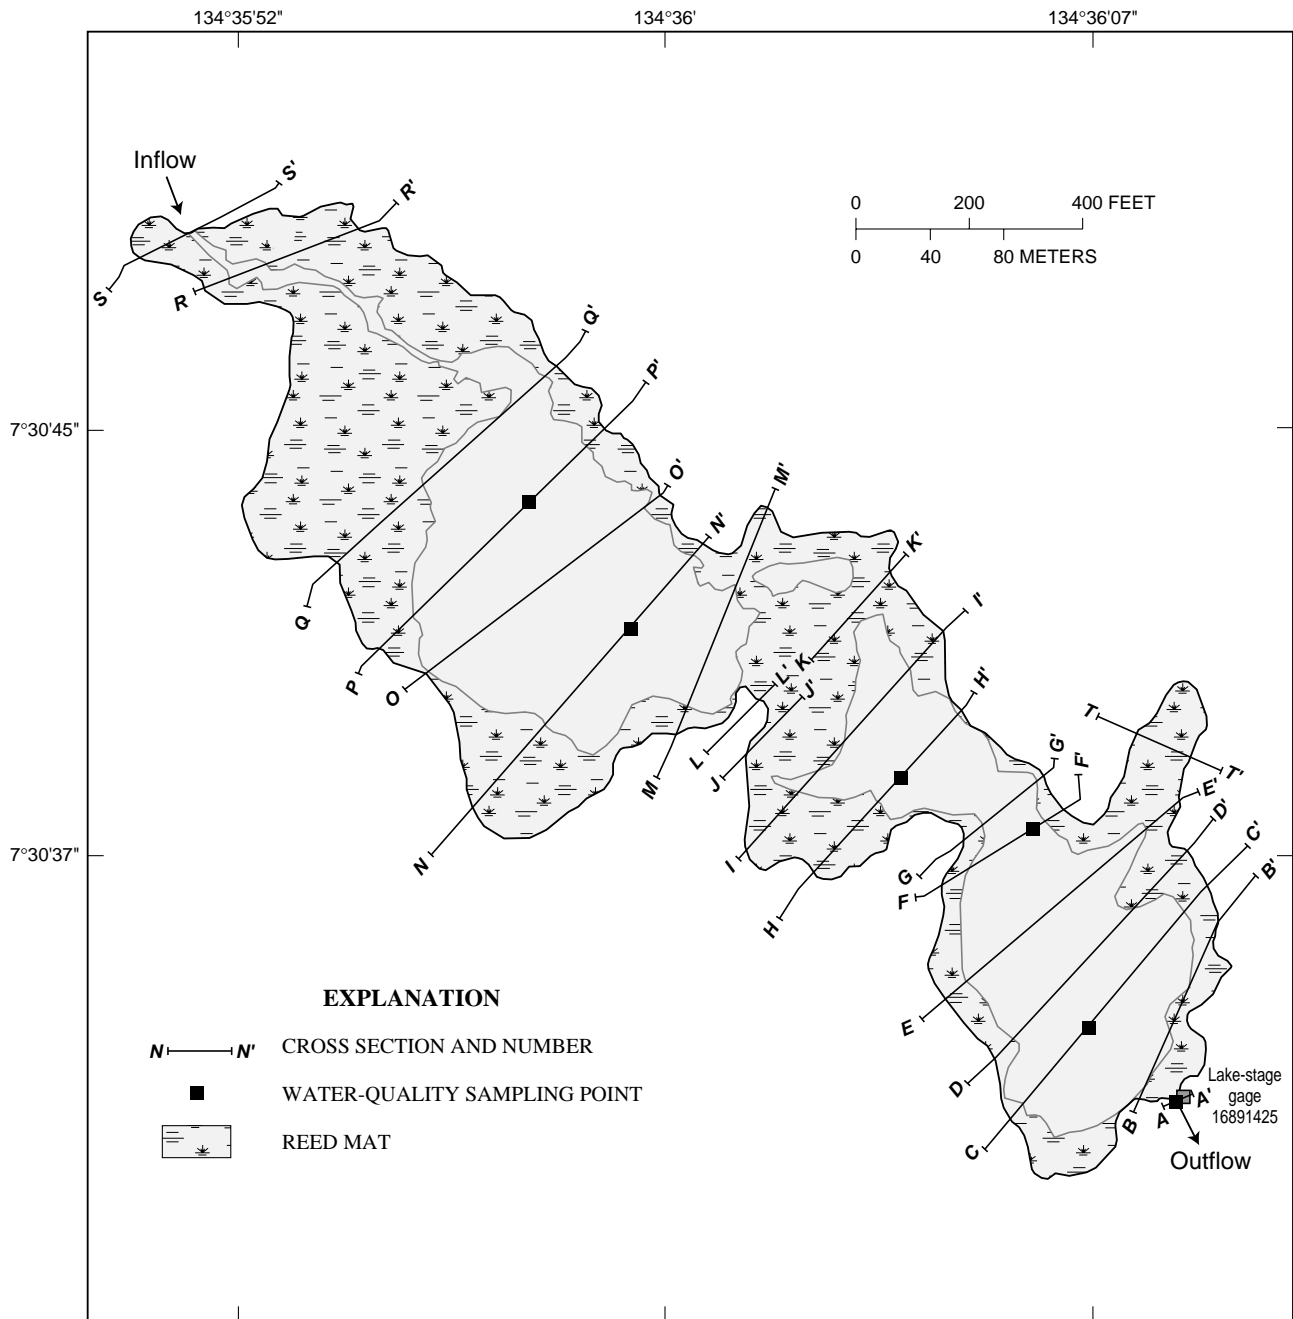 134°35'52"
134°36'
134°36'07"
Inflow
S'
R'
0 200 400 FEET
0 40 80 METERS
S
R
Q'
P'
7°30'45"
O'
M'
N'
K'
I'
Q
K
L'
H'
P
O
J'
T
G'
F'
L
T'
J
M
E'
D'
C'
7°30'37"
N
I
G
B'
F
H
EXPLANATION
E
N N' CROSS SECTION AND NUMBER
D
Lake-stage
gage
16891425
WATER-QUALITY SAMPLING POINT
A'
A
B
REED MAT
C
Outflow